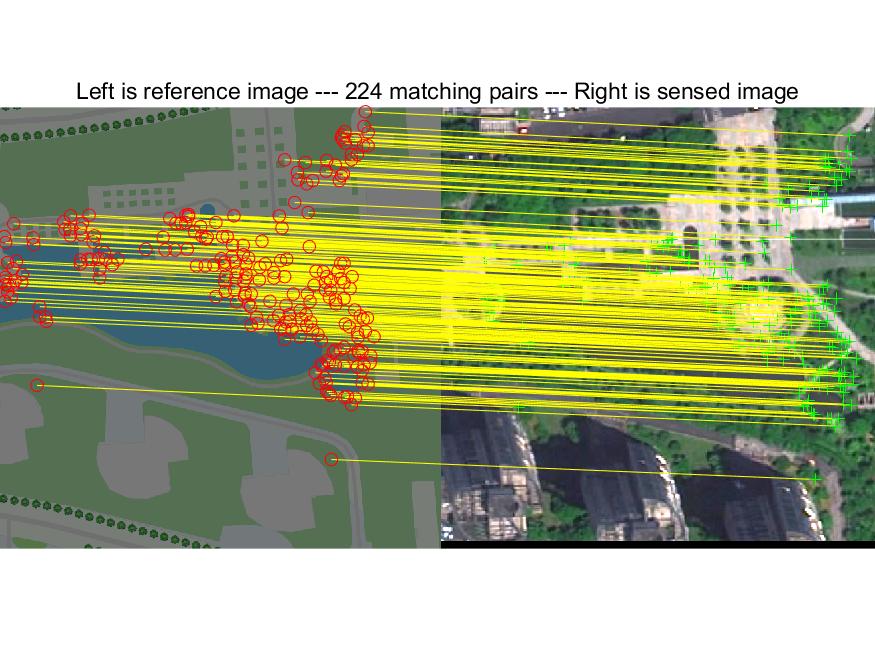 Left is reference image --- 224 matching pairs --- Right is sensed image